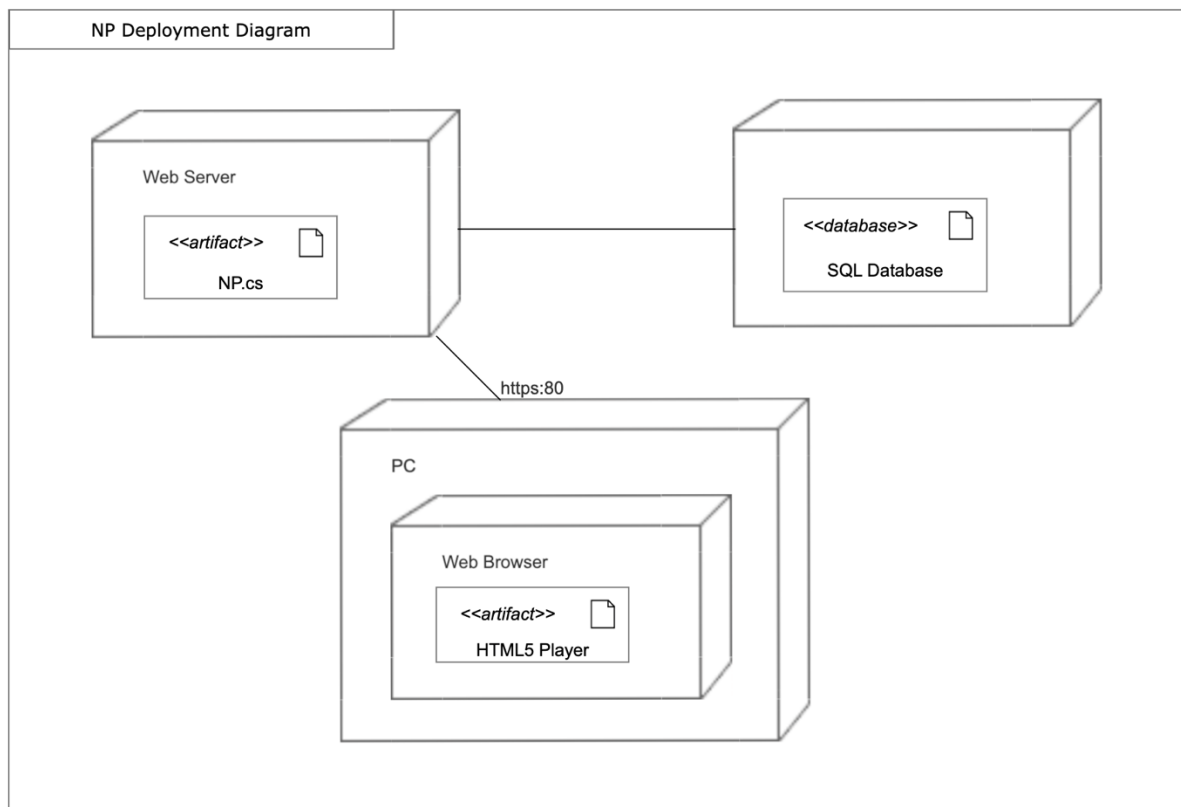 NP Deployment Diagram
Web Server
<<artifact>>
NP.cs
<<database>>
SQL Database
https:80
PC
Web Browser
<<artifact>>
HTML5 Player